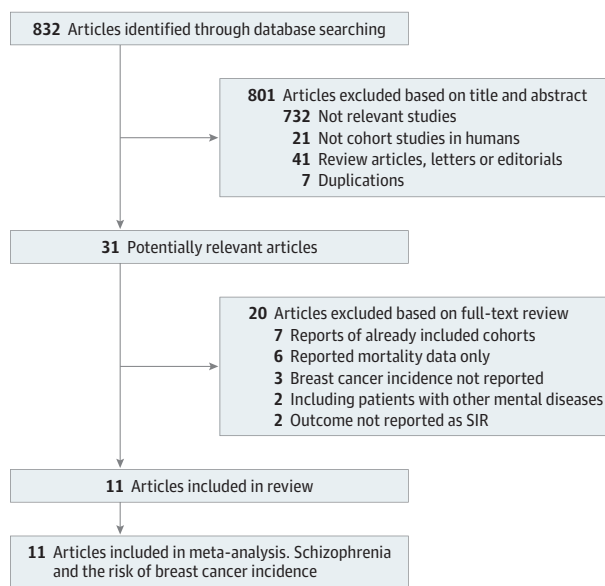 832 Articles identified through database searching
801 Articles excluded based on title and abstract
732 Not relevant studies
21 Not cohort studies in humans
41 Review articles, letters or editorials
7 Duplications
31 Potentially relevant articles
20 Articles excluded based on full-text review
7 Reports of already included cohorts
6 Reported mortality data only
3 Breast cancer incidence not reported
2 Including patients with other mental diseases
2 Outcome not reported as SIR
11 Articles included in review
11 Articles included in meta-analysis. Schizophrenia
and the risk of breast cancer incidence